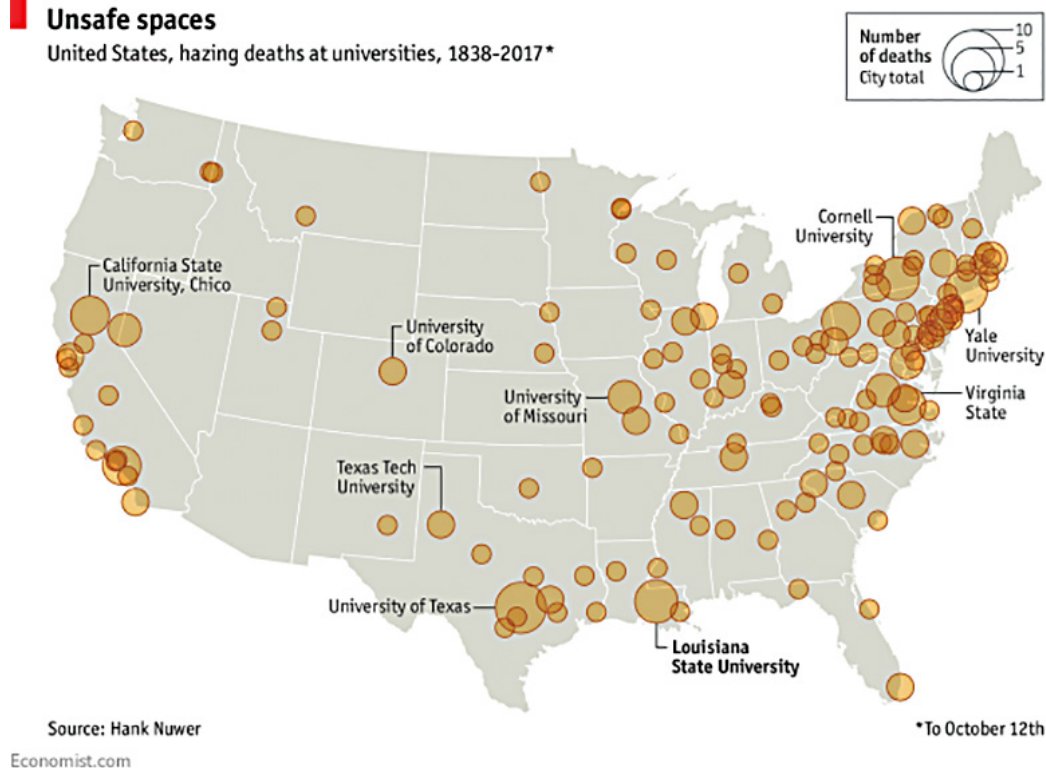 Unsafe spaces
United States, hazing deaths at universities, 1838-2017*
Number
of deaths
City total
10
5
1
Cornell
University
California State
University, Chico
University
of Colorado
Yale
University
University
of Missouri
Virginia
State
Texas Tech
University
University of Texas
Louisiana
State University
Source: Hank Nuwer
*To October 12th
Economist.com